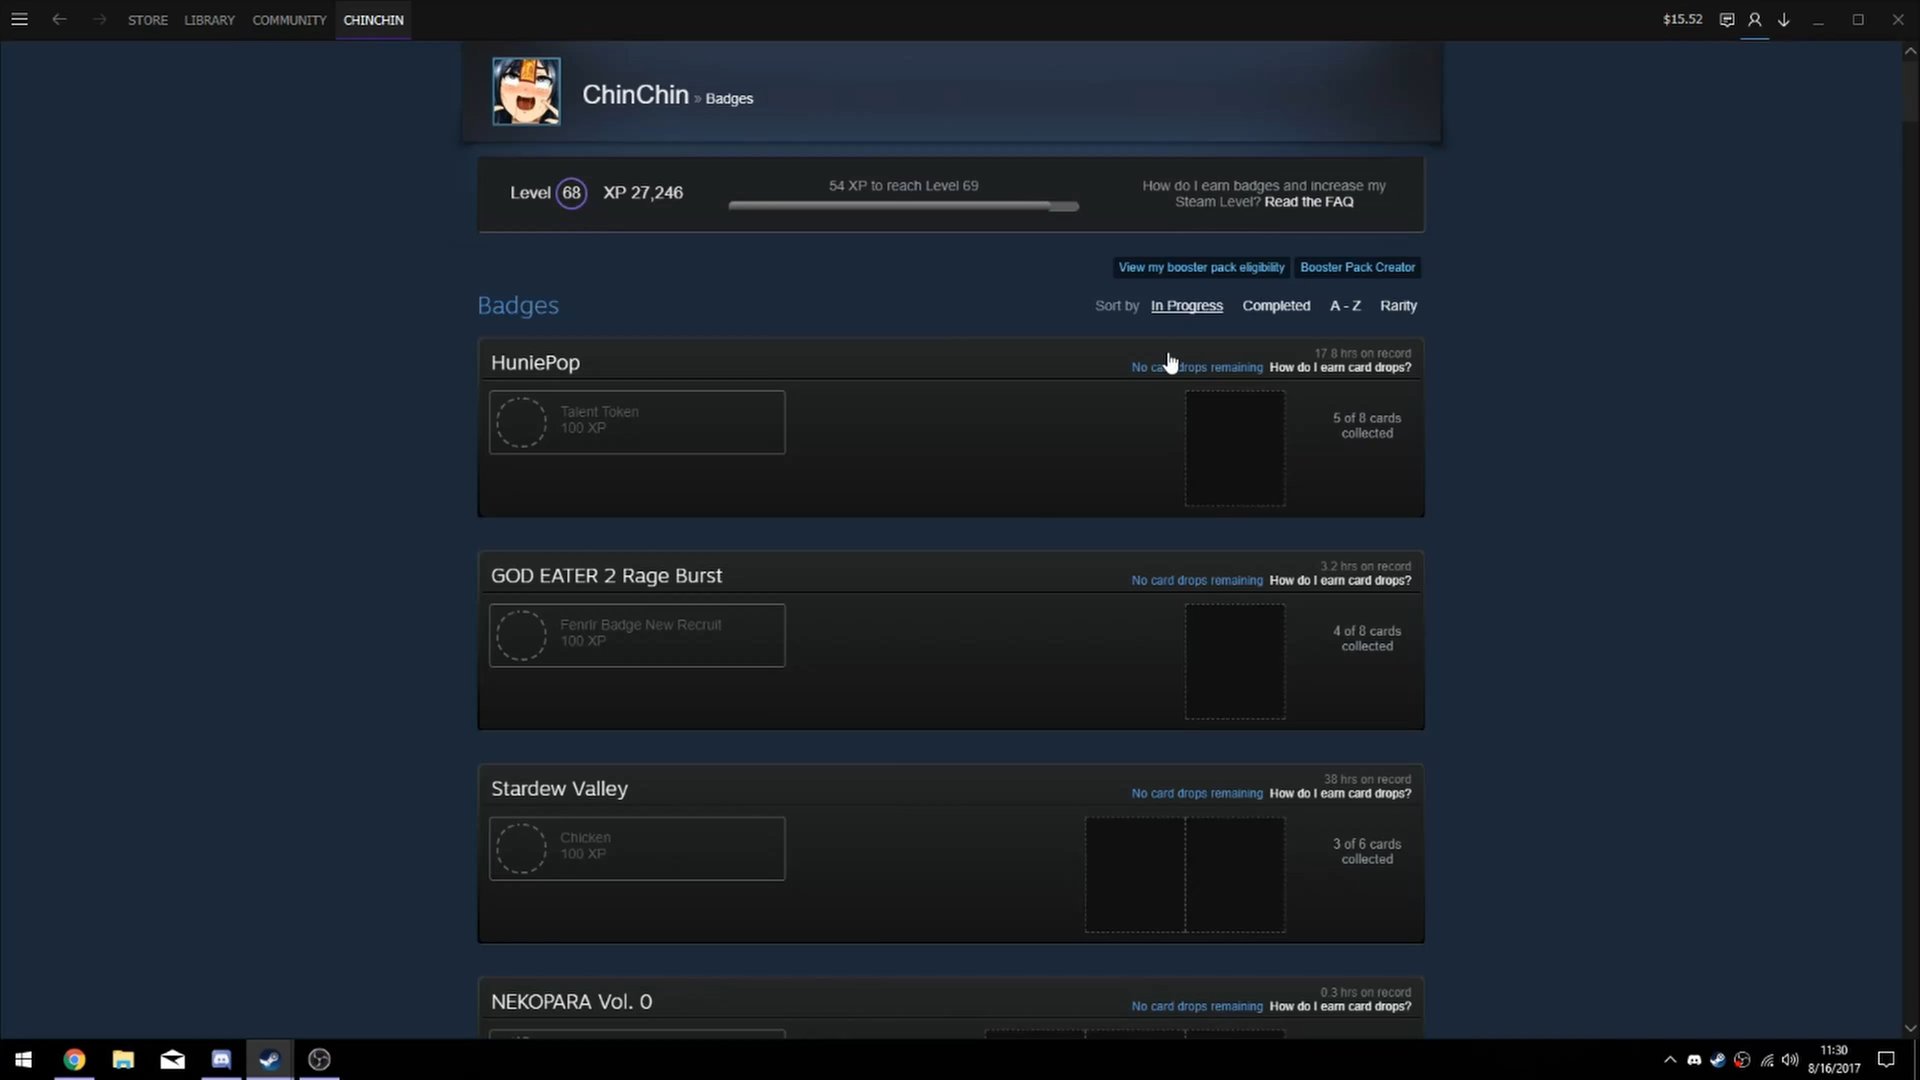 STORE LIBRARY COMMUNITY CHINCHIN
$15.52
ChinChin » Badges
Level 68 XP 27,246
54 XP to reach Level 69
How do I earn badges and increase my
Steam Level? Read the FAQ
View my booster pack eligibility Booster Pack Creator
Badges
Sort by In Progress Completed A - Z Rarity
HuniePop
17.8 hrs on record
No card drops remaining How do I earn card drops?
Talent Token
100 XP
5 of 8 cards
collected
GOD EATER 2 Rage Burst
3.2 hrs on record
No card drops remaining How do I earn card drops?
Fenrir Badge New Recruit
100 XP
4 of 8 cards
collected
Stardew Valley
38 hrs on record
No card drops remaining How do I earn card drops?
Chicken
100 XP
3 of 6 cards
collected
NEKOPARA Vol. 0
0.3 hrs on record
No card drops remaining How do I earn card drops?
11:30
8/16/2017